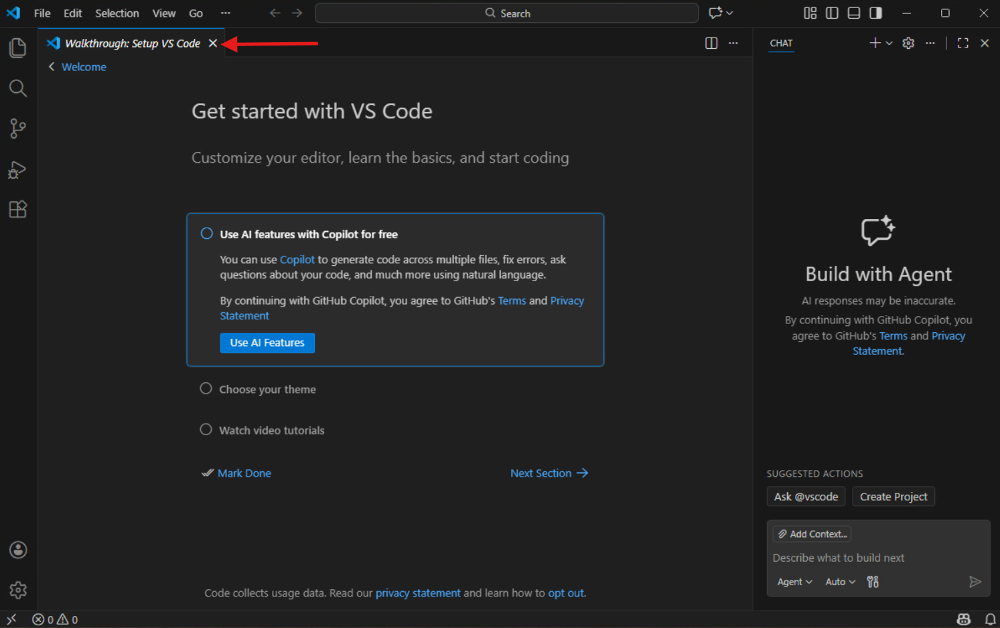 File Edit Selection View Go ··· Search
Walkthrough: Setup VS Code
CHAT
Welcome
Get started with VS Code
Customize your editor, learn the basics, and start coding
Use AI features with Copilot for free
You can use Copilot to generate code across multiple files, fix errors, ask
questions about your code, and much more using natural language.
By continuing with GitHub Copilot, you agree to GitHub's Terms and Privacy
Statement
Use AI Features
Choose your theme
Watch video tutorials
Mark Done
Next Section
Code collects usage data. Read our privacy statement and learn how to opt out.
Build with Agent
AI responses may be inaccurate.
By continuing with GitHub Copilot, you
agree to GitHub's Terms and Privacy
Statement.
SUGGESTED ACTIONS
Ask @vscode Create Project
Add Context...
Describe what to build next
Agent Auto
0 0